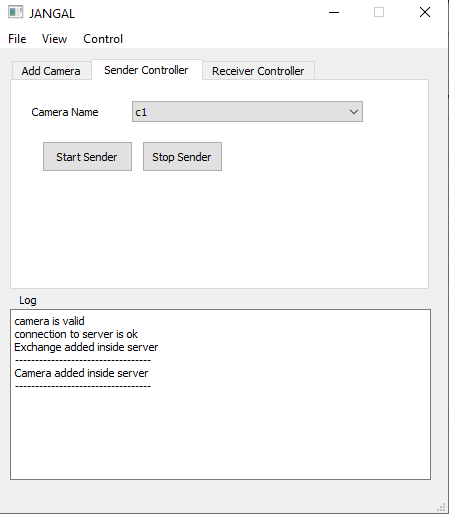 JANGAL
File View Control
Add Camera Sender Controller Receiver Controller
Camera Name c1
Start Sender Stop Sender
Log
camera is valid
connection to server is ok
Exchange added inside server
----------------------------------
Camera added inside server
----------------------------------